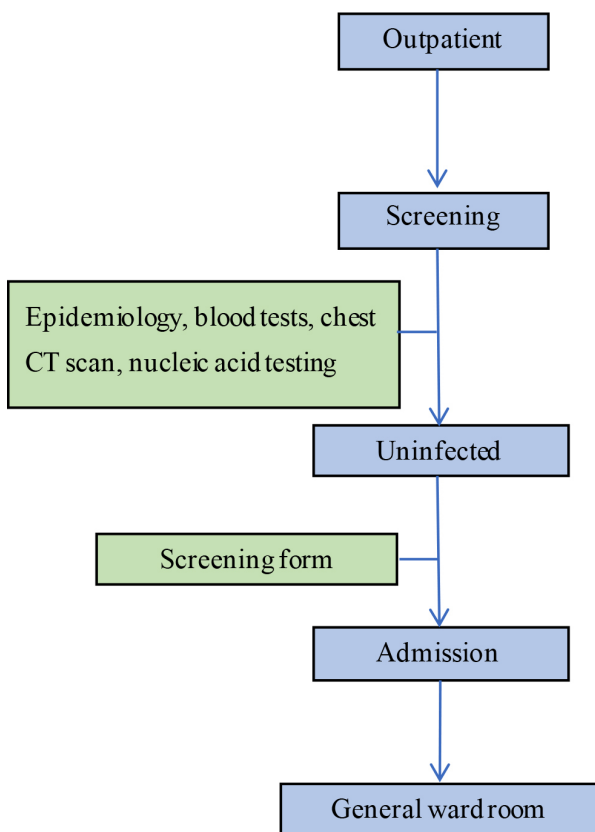 Outpatient
Screening
Epidemiology, blood tests, chest
CT scan, nucleic acid testing
Uninfected
Screening form
Admission
General ward room